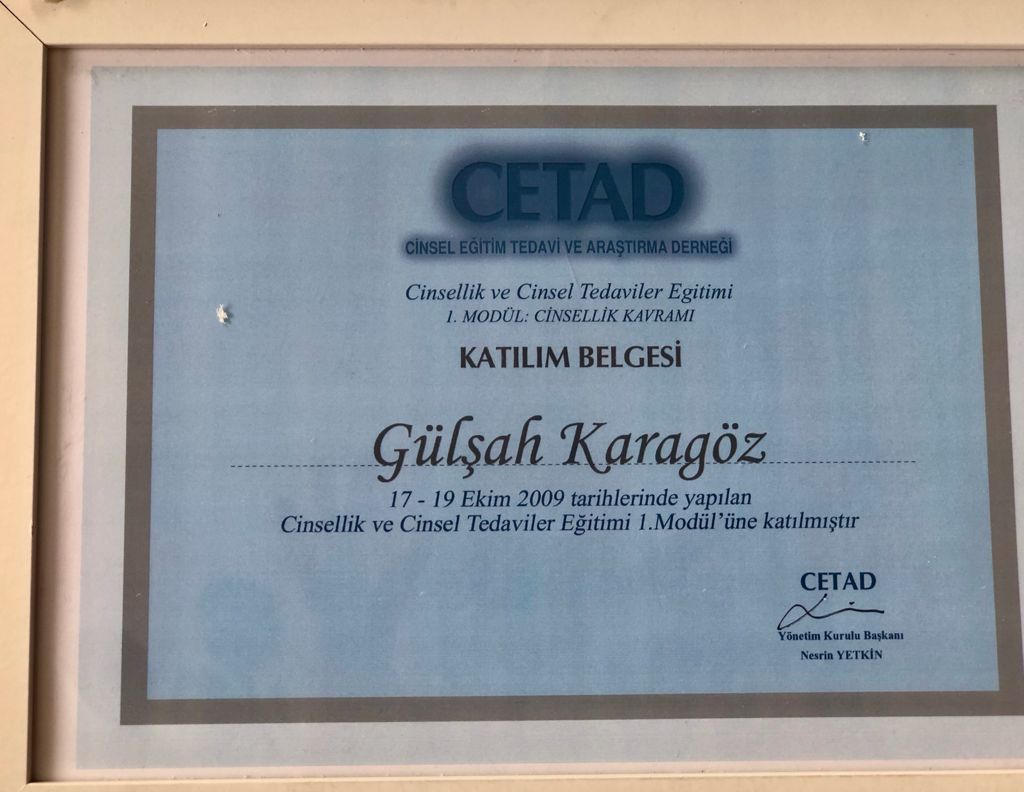 CETAD
CİNSEL EĞİTİM TEDAVİ VE ARAŞTIRMA DERNEĞİ
Cinsellik ve Cinsel Tedaviler Egitimi
1. MODÜL: CİNSELLİK KAVRAMI
KATILIM BELGESİ
Gülşah Karagöz
17 - 19 Ekim 2009 tarihlerinde yapılan
Cinsellik ve Cinsel Tedaviler Eğitimi 1.Modül'üne katılmıştır
CETAD
Yönetim Kurulu Başkanı
Nesrin YETKİN